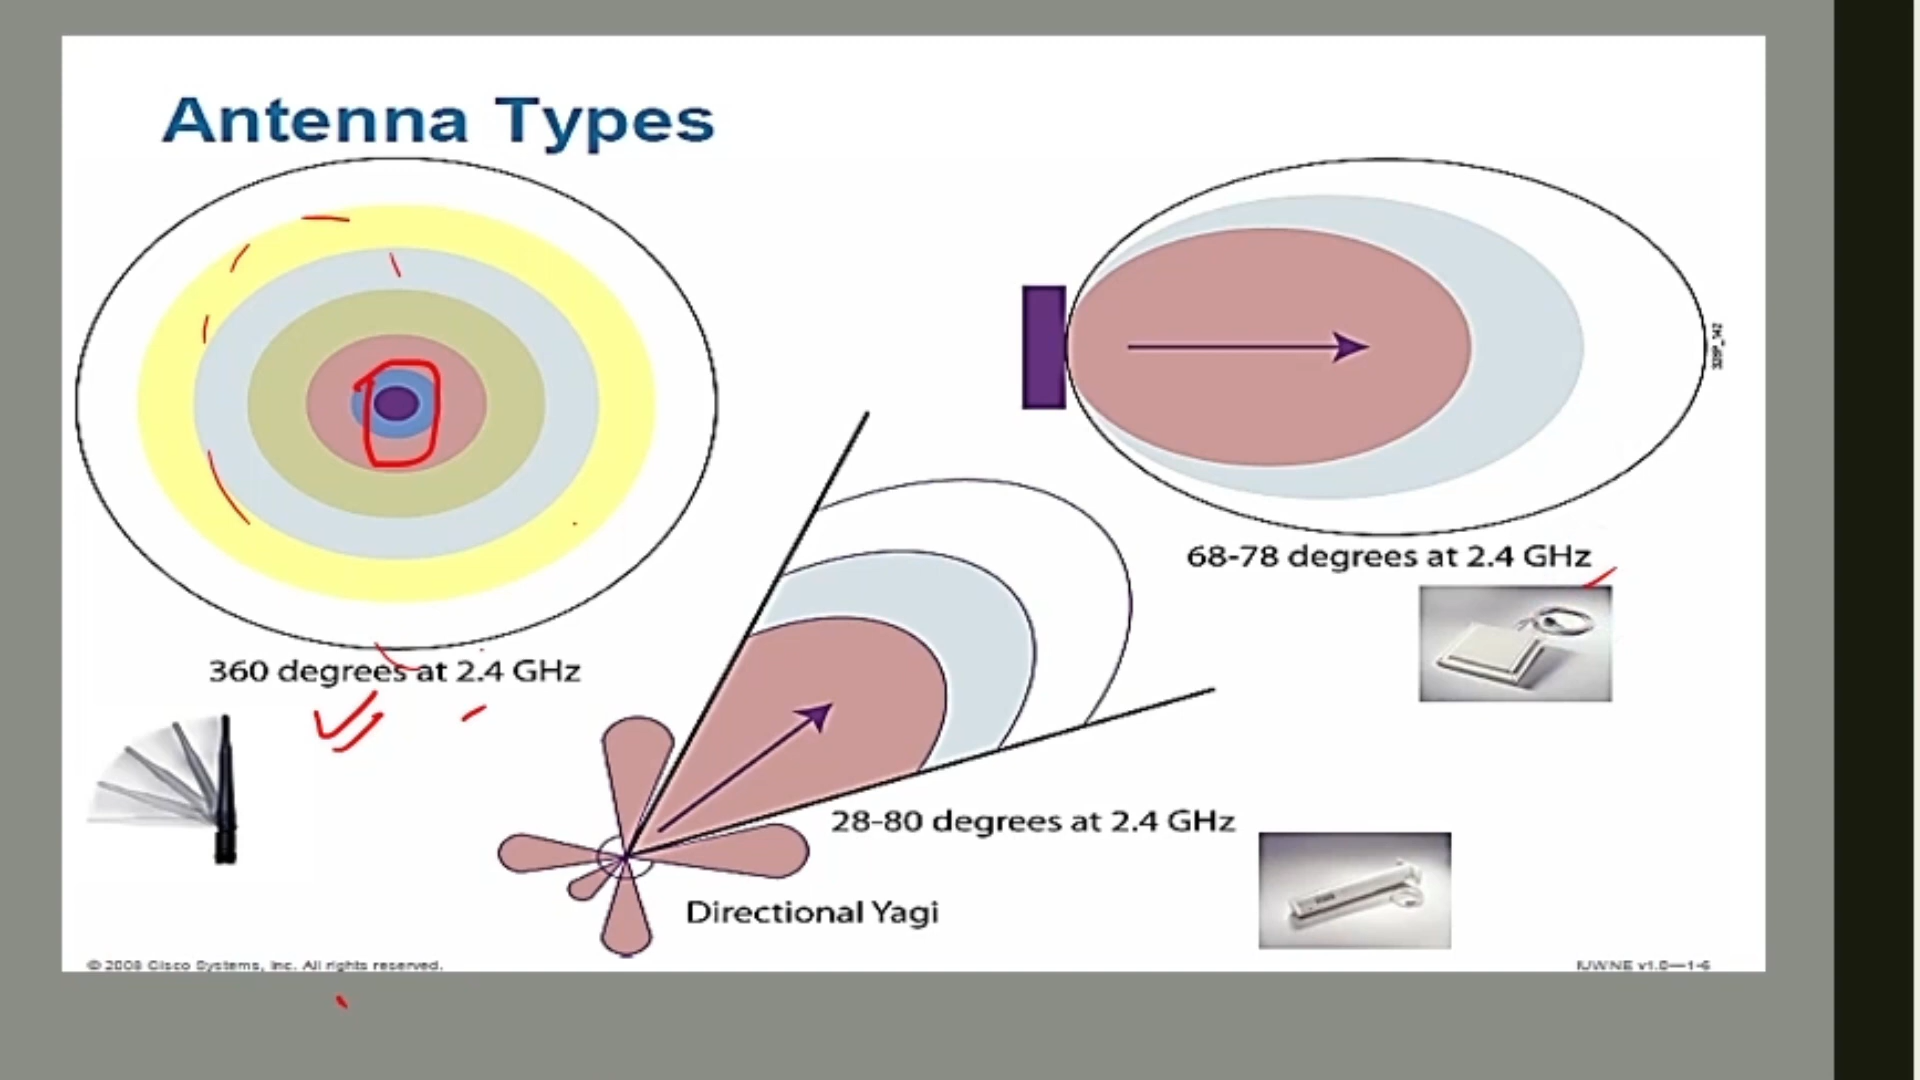 Antenna Types
68-78 degrees at 2.4 GHz
360 degrees at 2.4 GHz
28-80 degrees at 2.4 GHz
Directional Yagi
© 2008 Cisco Systems, Inc. All rights reserved.
IUWNE v1.0—1-6